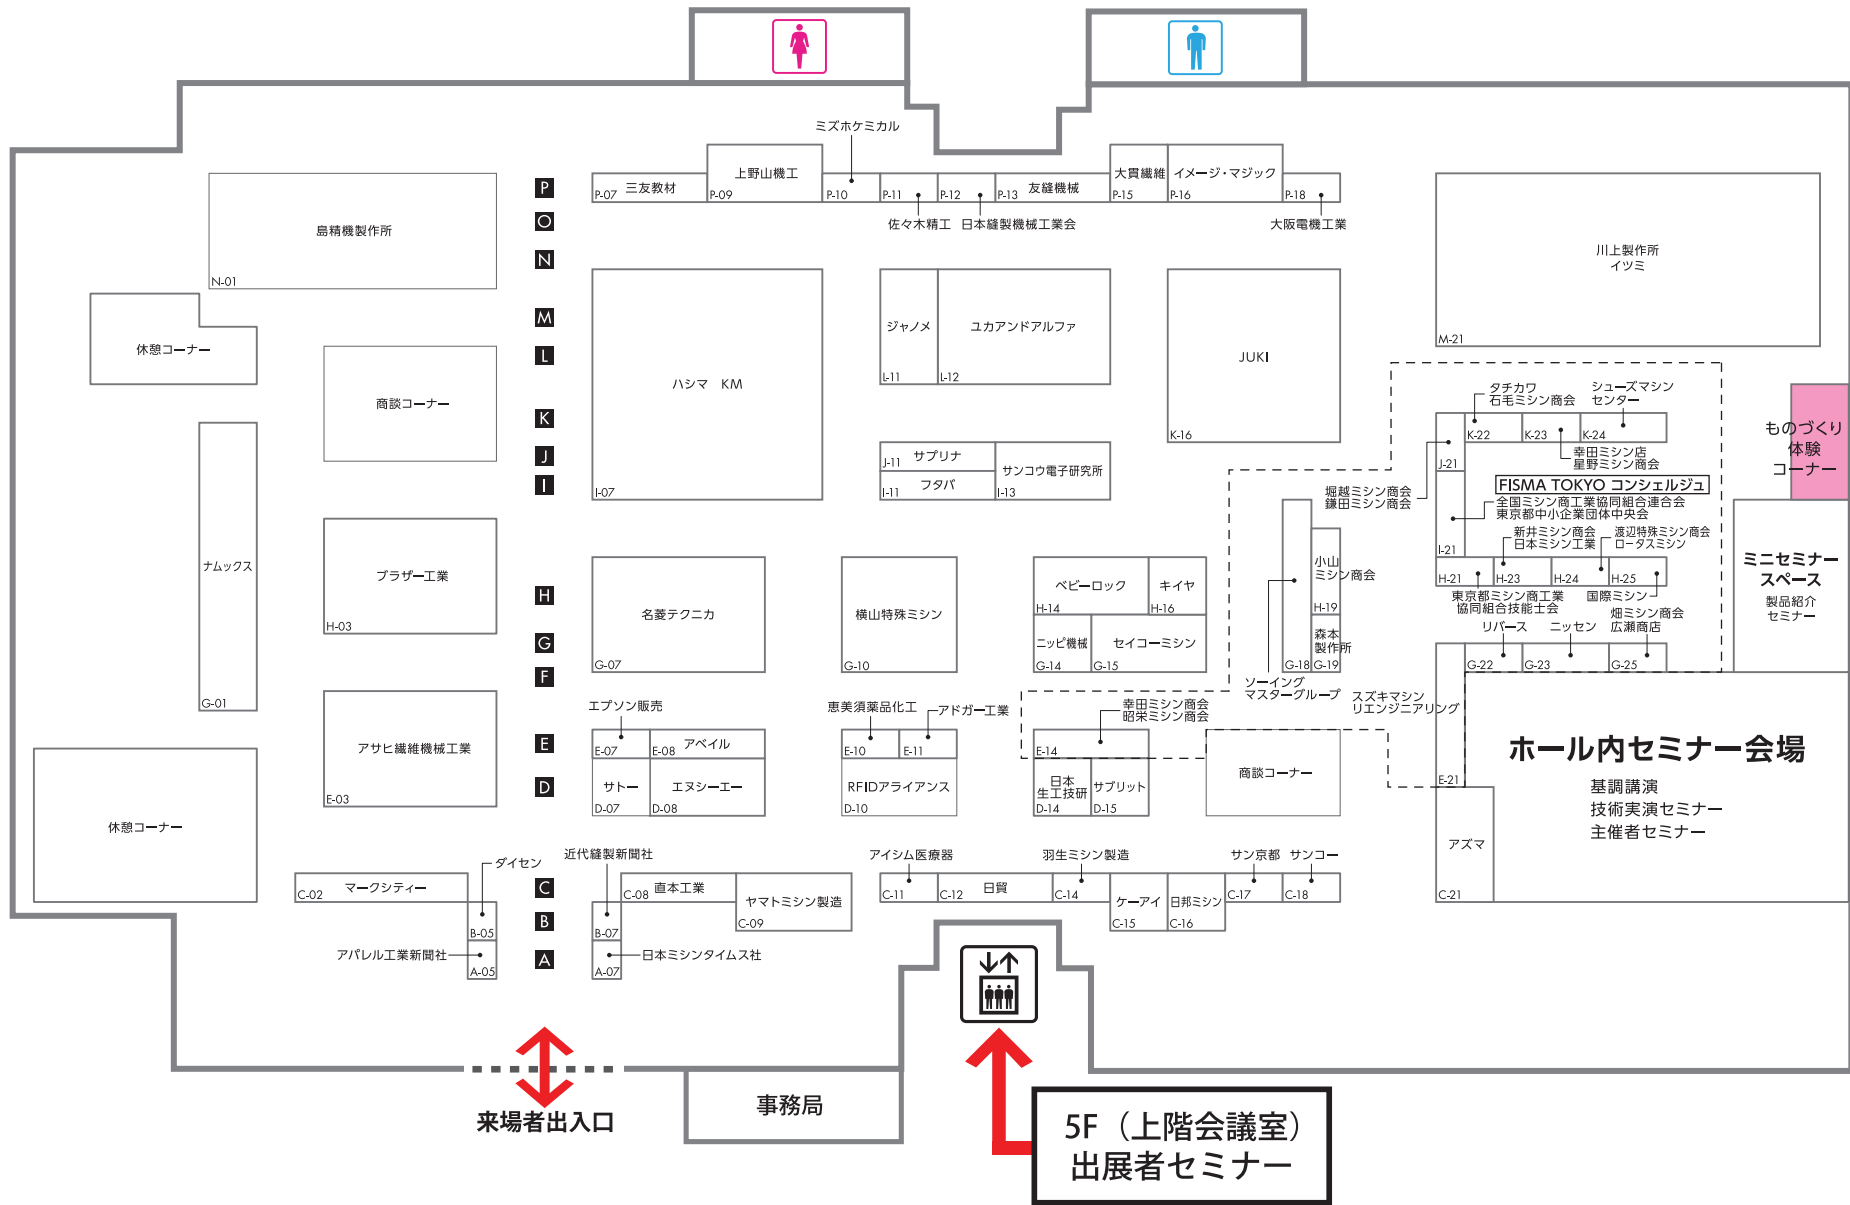 ミズホケミカル
P
P-07
三友教材
上野山機工
P-09
P-10
P-11
P-12
P-13
友縫機械
大貫繊維
P-15
イメージ・マジック
P-16
P-18
佐々木精工
日本縫製機械工業会
大阪電機工業
O
島精機製作所
N-01
N
川上製作所
イツミ
M-21
M
休憩コーナー
L
ジャノメ
L-11
ユカアンドアルファ
L-12
JUKI
K-16
ハシマ KM
I-07
商談コーナー
K
タチカワ
石毛ミシン商会
シューズマシン
センター
K-22
K-23
K-24
幸田ミシン店
星野ミシン商会
ものづくり
体験
コーナー
J
J-11
サプリナ
I-11
フタバ
サンコウ電子研究所
I-13
J-21
I
堀越ミシン商会
鎌田ミシン商会
FISMA TOKYO コンシェルジュ
全国ミシン商工業協同組合連合会
東京都中小企業団体中央会
I-21
新井ミシン商会
日本ミシン工業
渡辺特殊ミシン商会
ロータスミシン
H-21
H-23
H-24
H-25
東京都ミシン商工業
協同組合技能士会
国際ミシン
畑ミシン商会
広瀬商店
リバース
ニッセン
G-22
G-23
G-25
ミニセミナー
スペース
製品紹介
セミナー
ナムックス
G-01
ブラザー工業
H-03
H
名菱テクニカ
G-07
横山特殊ミシン
G-10
ベビーロック
H-14
キイヤ
H-16
小山
ミシン商会
H-19
G
ニッピ機械
G-14
セイコーミシン
G-15
森本
製作所
G-18
G-19
F
ソーイング
マスターグループ
スズキマシン
リエンジニアリング
アサヒ繊維機械工業
E-03
エプソン販売
恵美須薬品化工
アドガー工業
幸田ミシン商会
昭栄ミシン商会
E
E-07
E-08
アベイル
E-10
E-11
E-14
E-21
ホール内セミナー会場
基調講演
技術実演セミナー
主催者セミナー
D
サトー
D-07
エヌシーエー
D-08
RFIDアライアンス
D-10
日本
生工技研
D-14
サブリット
D-15
商談コーナー
休憩コーナー
アズマ
C-21
ダイセン
近代縫製新聞社
アイシム医療器
羽生ミシン製造
サン京都
サンコー
C
C-02
マークシティー
C-08
直本工業
ヤマトミシン製造
C-09
C-11
C-12
日貿
C-14
ケーアイ
C-15
日邦ミシン
C-16
C-17
C-18
B
B-05
B-07
A
アパレル工業新聞社
A-05
A-07
日本ミシンタイムス社
来場者出入口
事務局
5F（上階会議室）
出展者セミナー